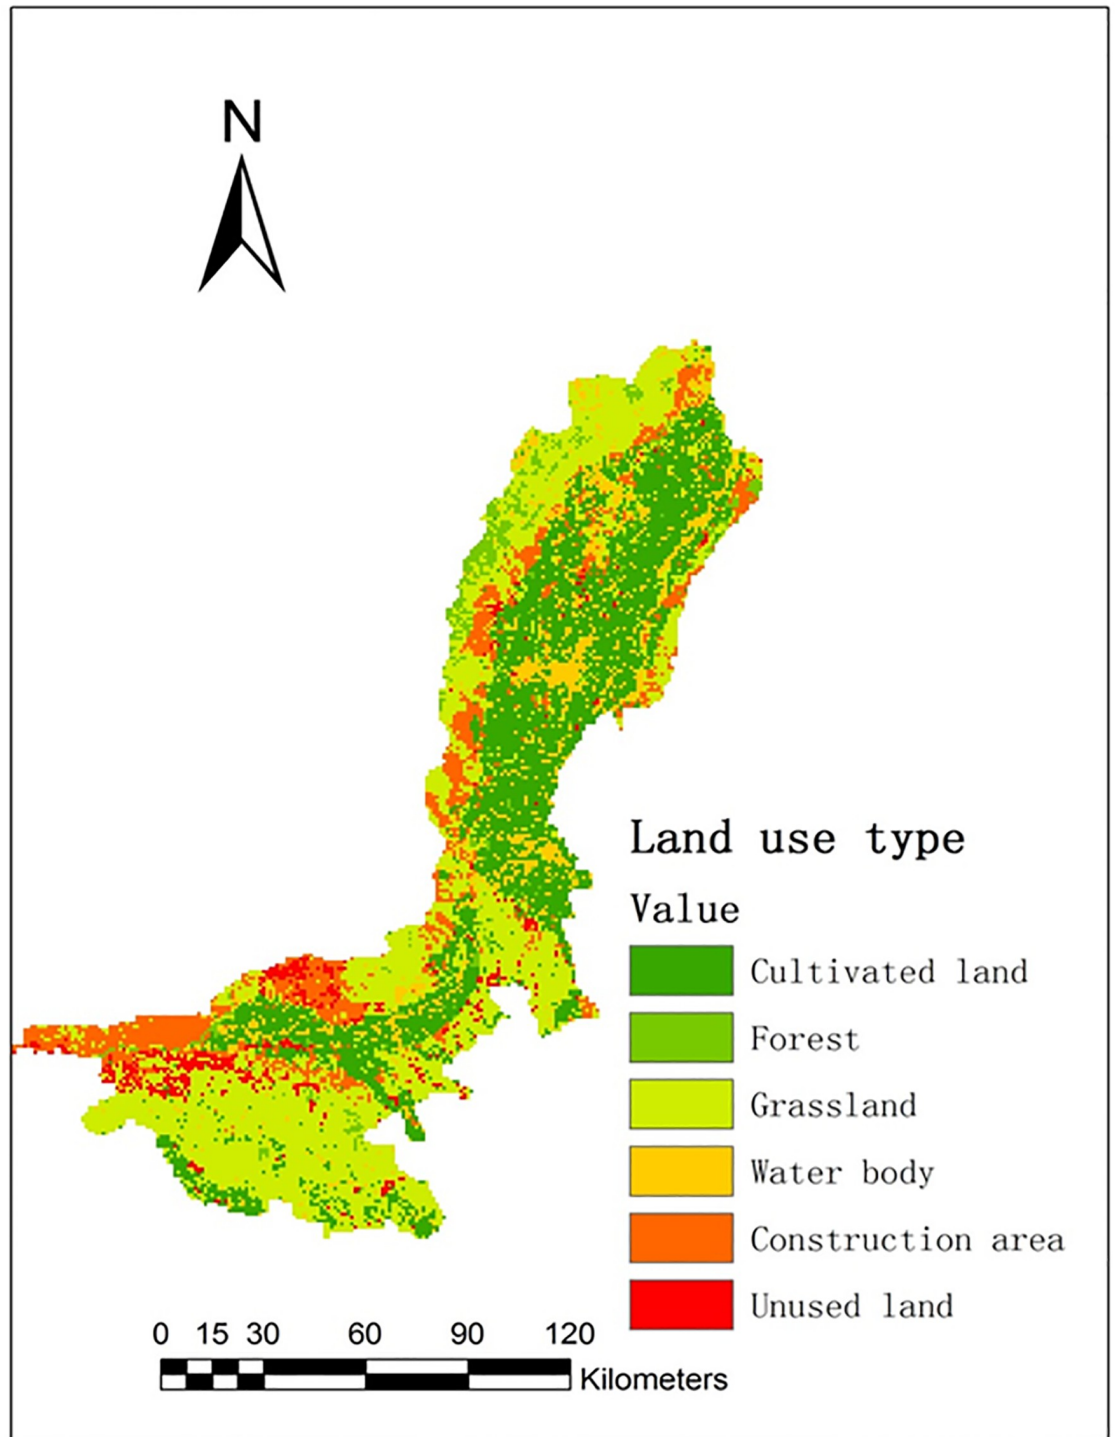 N
Land use type
Value
Cultivated land
Forest
Grassland
Water body
Construction area
Unused land
0 15 30 60 90 120
Kilometers